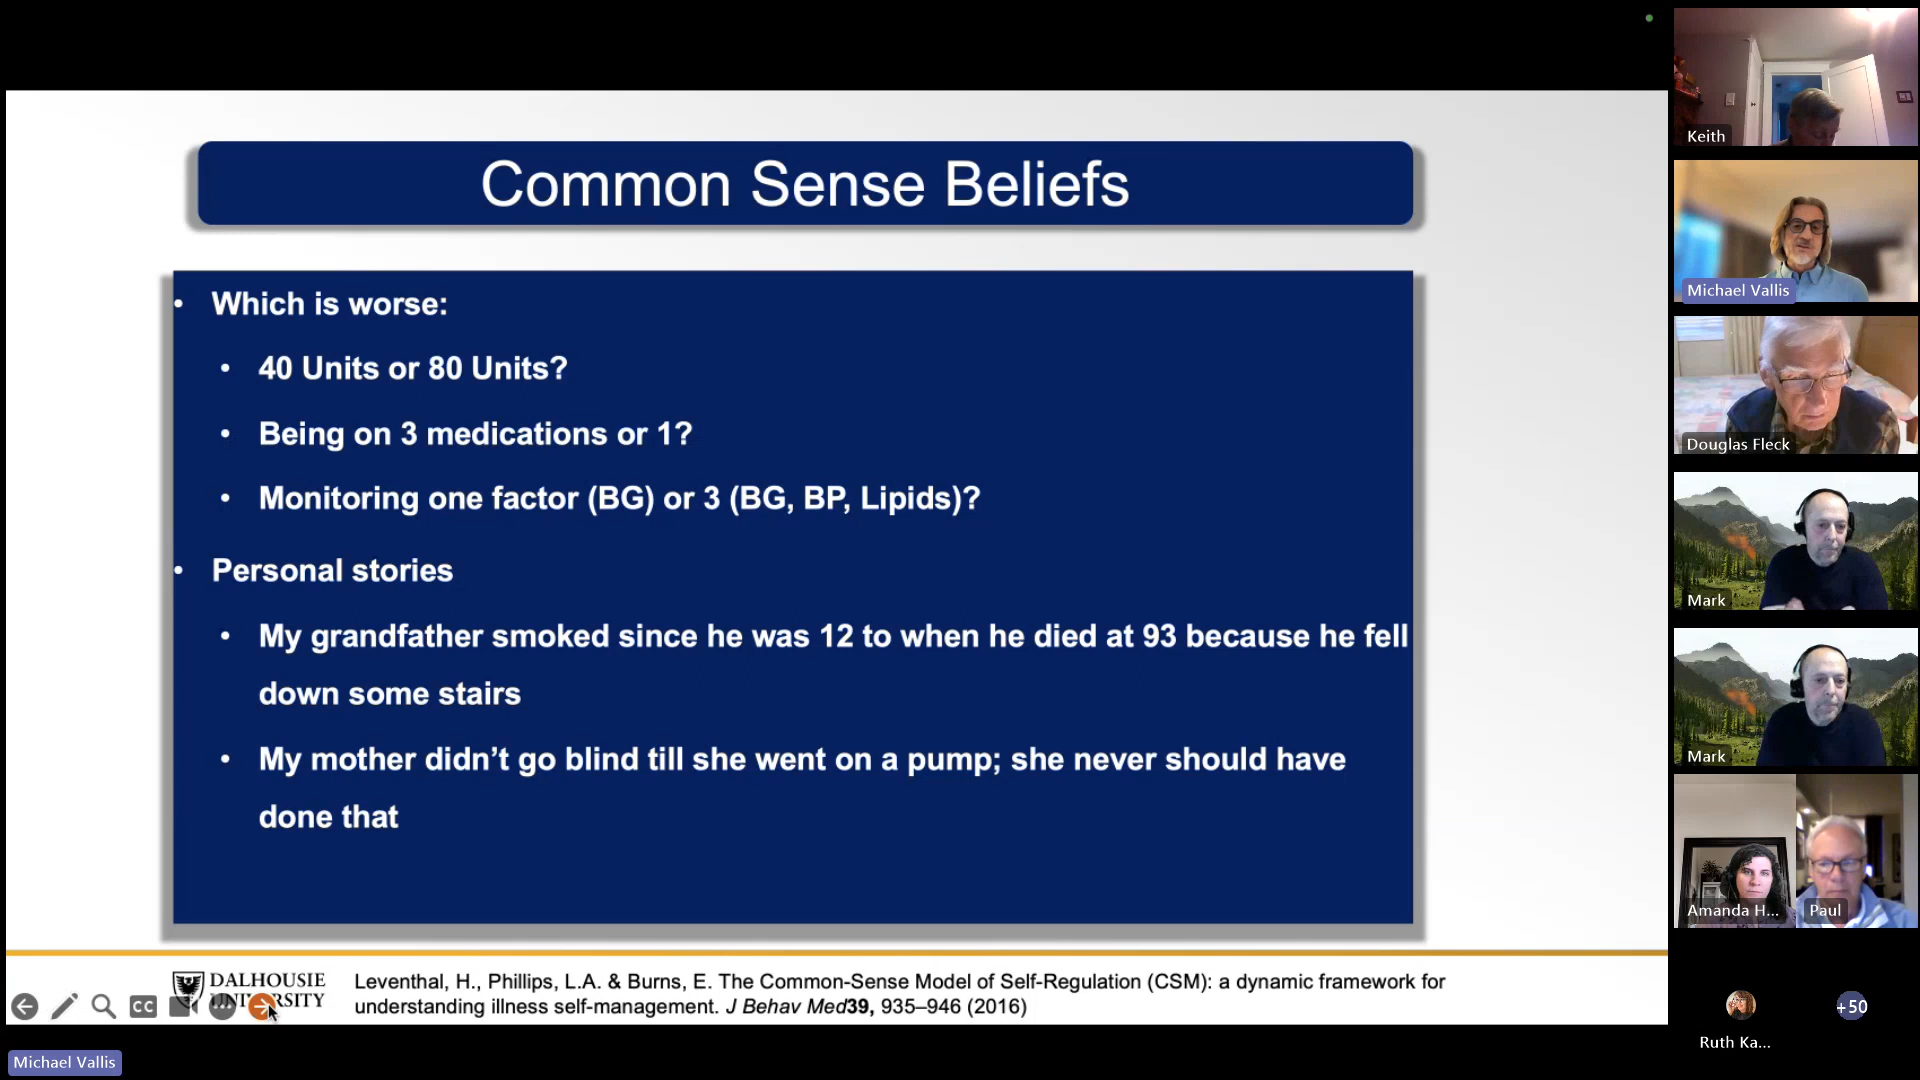 Common Sense Beliefs
• Which is worse:
• 40 Units or 80 Units?
• Being on 3 medications or 1?
• Monitoring one factor (BG) or 3 (BG, BP, Lipids)?
• Personal stories
• My grandfather smoked since he was 12 to when he died at 93 because he fell
down some stairs
• My mother didn't go blind till she went on a pump; she never should have
done that
DALHOUSIE
UNIVERSITY
Leventhal, H., Phillips, L.A. & Burns, E. The Common-Sense Model of Self-Regulation (CSM): a dynamic framework for
understanding illness self-management. J Behav Med39, 935–946 (2016)
CC
Michael Vallis
Keith
Michael Vallis
Douglas Fleck
Mark
Mark
Amanda H...
Paul
Ruth Ka...
+50